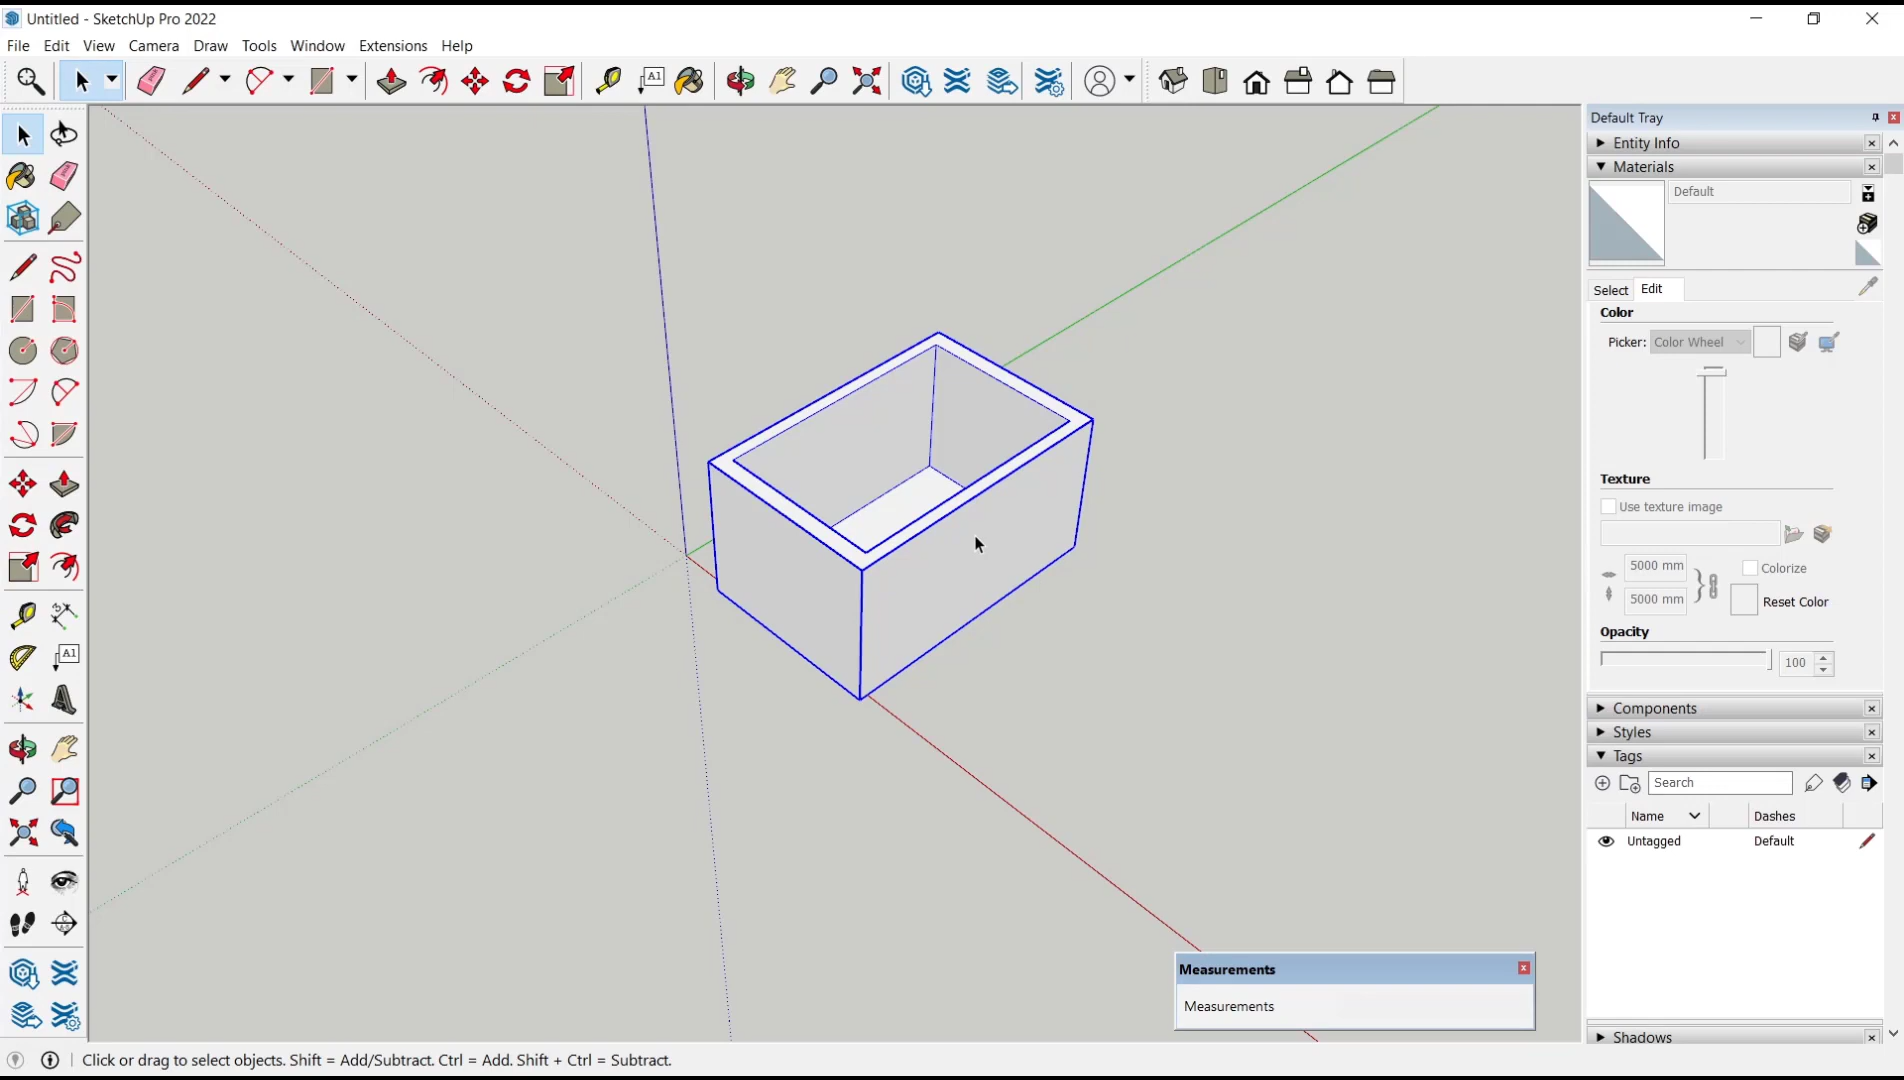 Untitled - SketchUp Pro 2022
File Edit View Camera Draw Tools Window Extensions Help
A1
Default Tray
Entity Info
Materials
Default
Select Edit
Color
Picker: Color Wheel
Texture
Use texture image
5000 mm Colorize
5000 mm Reset Color
A1
Opacity
100
Components
Styles
Tags
Search
Name Dashes
Untagged Default
Measurements
Measurements
Shadows
Click or drag to select objects. Shift = Add/Subtract. Ctrl = Add. Shift + Ctrl = Subtract.